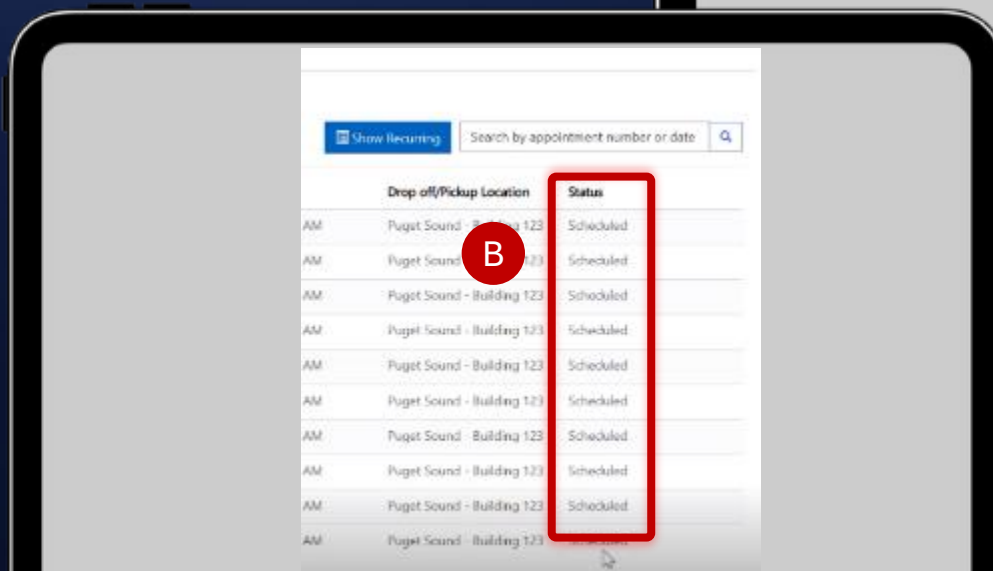 Show Recurring Search by appointment number or date
Drop off/Pickup Location Status
AM Puget Sound - Building 123 Scheduled
B
AM Puget Sound 123 Scheduled
AM Puget Sound - Building 123 Scheduled
AM Puget Sound - Building 123 Scheduled
AM Puget Sound - Building 123 Scheduled
AM Puget Sound - Building 123 Scheduled
AM Puget Sound - Building 123 Scheduled
AM Puget Sound - Building 123 Scheduled
AM Puget Sound - Building 123 Scheduled
AM Puget Sound - Building 123